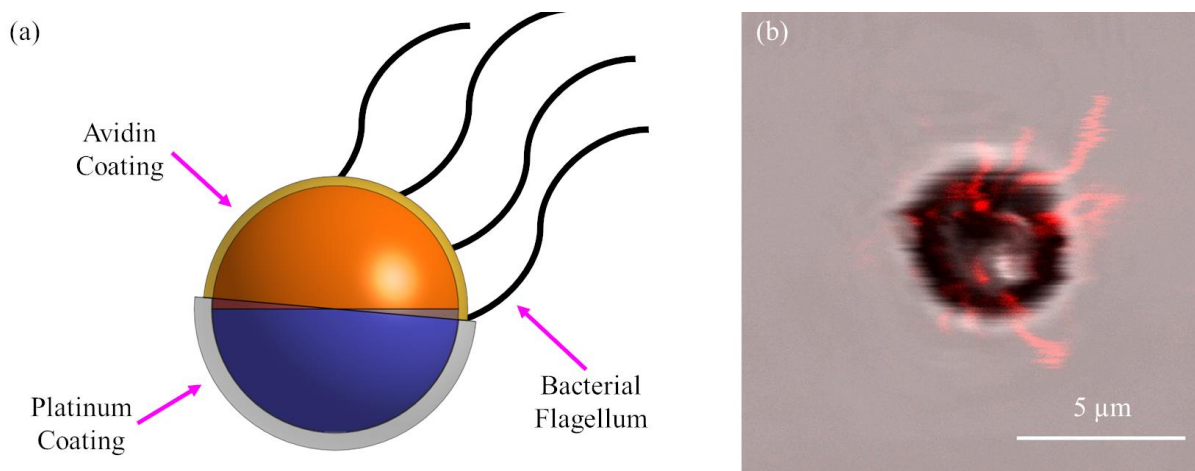 (a)
Avidin
Coating
Platinum
Coating
Bacterial
Flagellum
(b)
5 µm